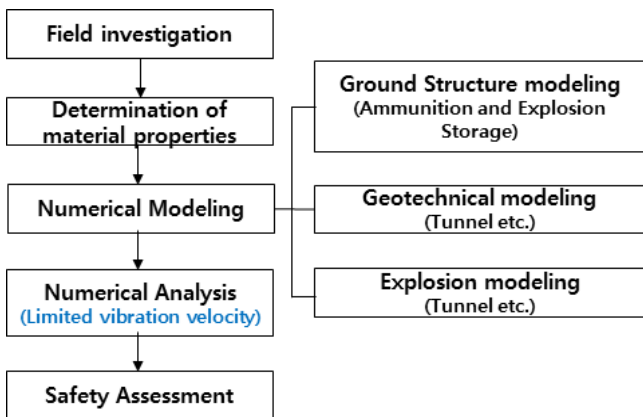 Field investigation
Determination of
material properties
Numerical Modeling
Numerical Analysis
(Limited vibration velocity)
Safety Assessment
Ground Structure modeling
(Ammunition and Explosion
Storage)
Geotechnical modeling
(Tunnel etc.)
Explosion modeling
(Tunnel etc.)